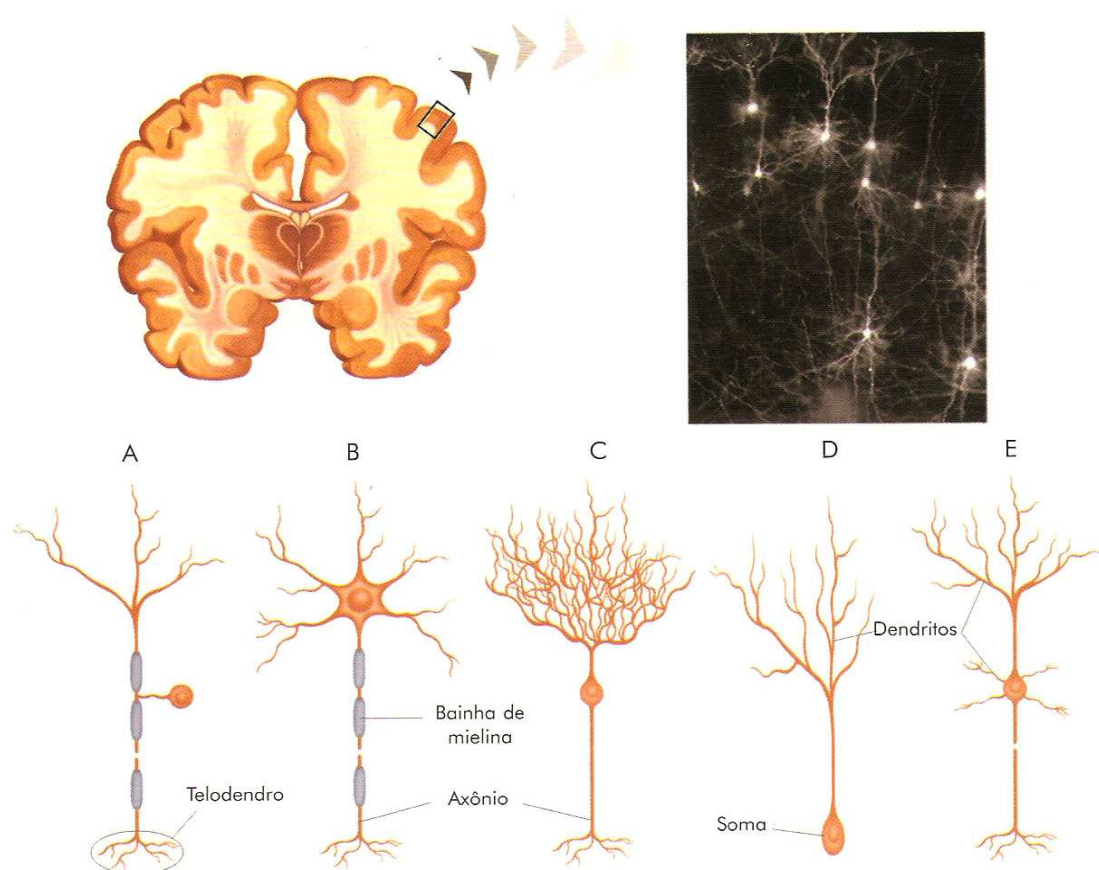 A
B
C
D
E
Dendritos
Bainha de
mielina
Telodendro
Axônio
Soma